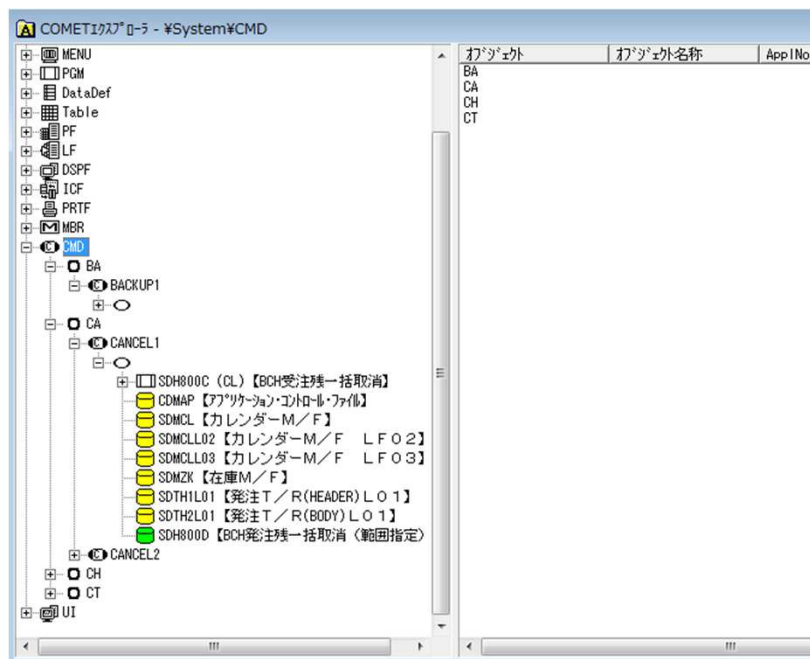 COMETｴｸｽﾌﾟﾛｰﾗ - ¥System¥CMD
MENU
PGM
DataDef
Table
PF
LF
DSPF
ICF
PRTF
MBR
CMD
BA
BACKUP1
CA
CANCEL1
SDH800C (CL)【BCH受注残一括取消】
CDMAP【ｱﾌﾟﾘｹｰｼｮﾝ･ｺﾝﾄﾛｰﾙ･ﾌｧｲﾙ】
SDMCL【カレンダーＭ／Ｆ】
SDMCLL02【カレンダーＭ／Ｆ　ＬＦ０２】
SDMCLL03【カレンダーＭ／Ｆ　ＬＦ０３】
SDMZK【在庫Ｍ／Ｆ】
SDTH1L01【発注Ｔ／Ｒ(HEADER)Ｌ０１】
SDTH2L01【発注Ｔ／Ｒ(BODY)Ｌ０１】
SDH800D【BCH発注残一括取消（範囲指定）
CANCEL2
CH
CT
UI
ｵﾌﾞｼﾞｪｸﾄ ｵﾌﾞｼﾞｪｸﾄ名称 ApplNo
BA
CA
CH
CT